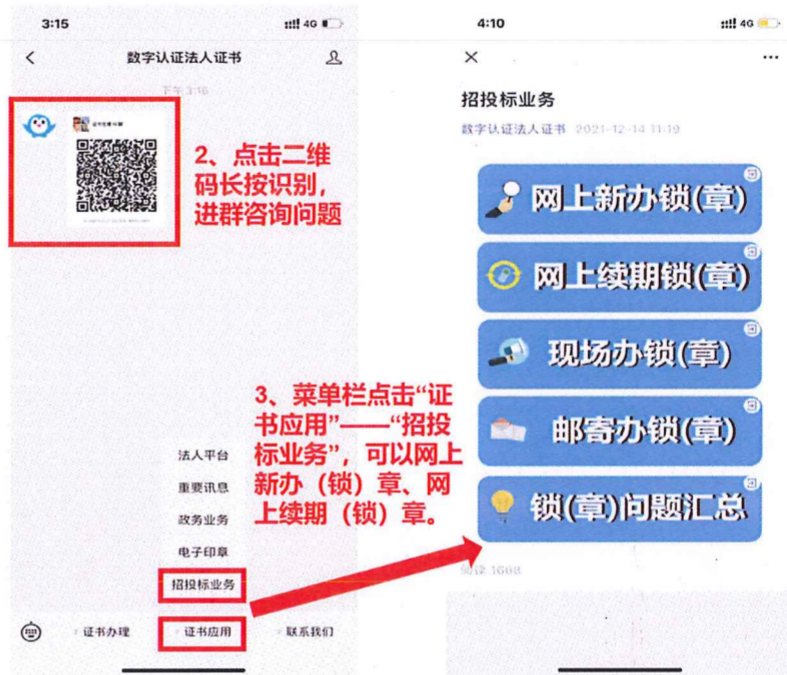 3:15
4G
数字认证法人证书
下午 3:16
2、点击二维
码长按识别，
进群咨询问题
3、菜单栏点击“证
书应用”——“招投
标业务”，可以网上
新办（锁）章、网
上续期（锁）章。
法人平台
重要讯息
政务业务
电子印章
招投标业务
证书办理
证书应用
联系我们
4:10
4G
招投标业务
数字认证法人证书 2021-12-14 11:19
网上新办锁(章)
网上续期锁(章)
现场办锁(章)
邮寄办锁(章)
锁(章)问题汇总
阅读 1668